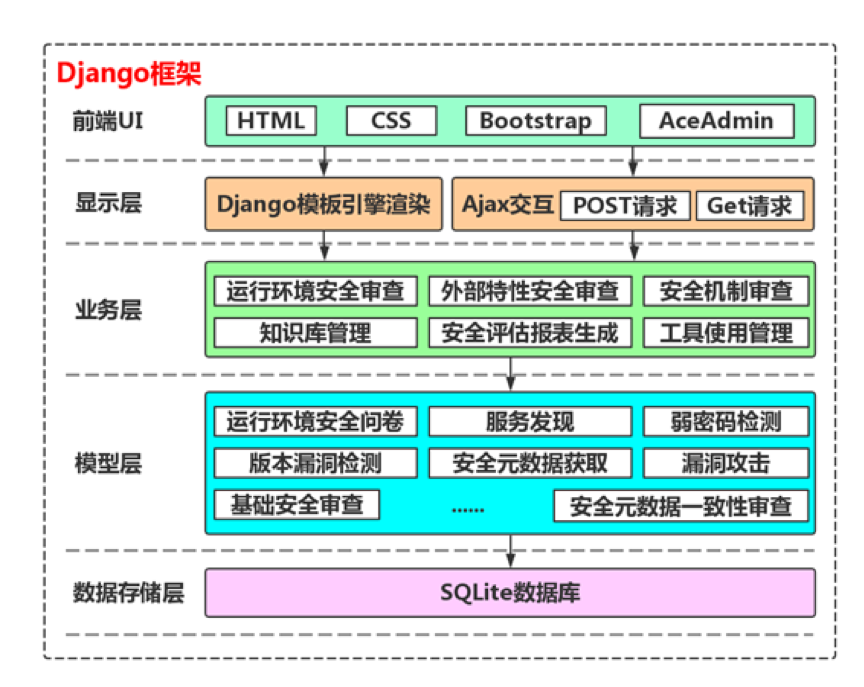 Django框架
前端UI HTML CSS Bootstrap AceAdmin
显示层 Django模板引擎渲染 Ajax交互 POST请求 Get请求
业务层
运行环境安全审查 外部特性安全审查 安全机制审查
知识库管理 安全评估报表生成 工具使用管理
模型层
运行环境安全问卷 服务发现 弱密码检测
版本漏洞检测 安全元数据获取 漏洞攻击
基础安全审查 ...... 安全元数据一致性审查
数据存储层 SQLite数据库